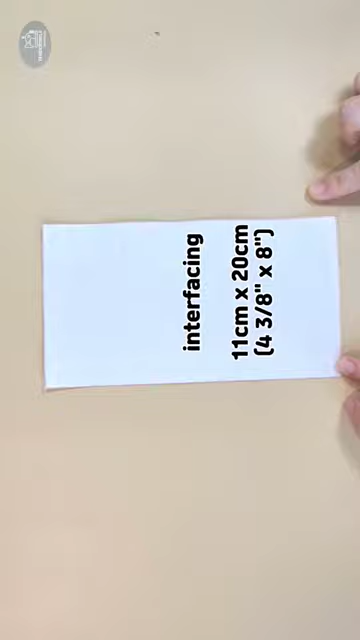 interfacing
11cm x 20cm
(4 3/8" x 8")